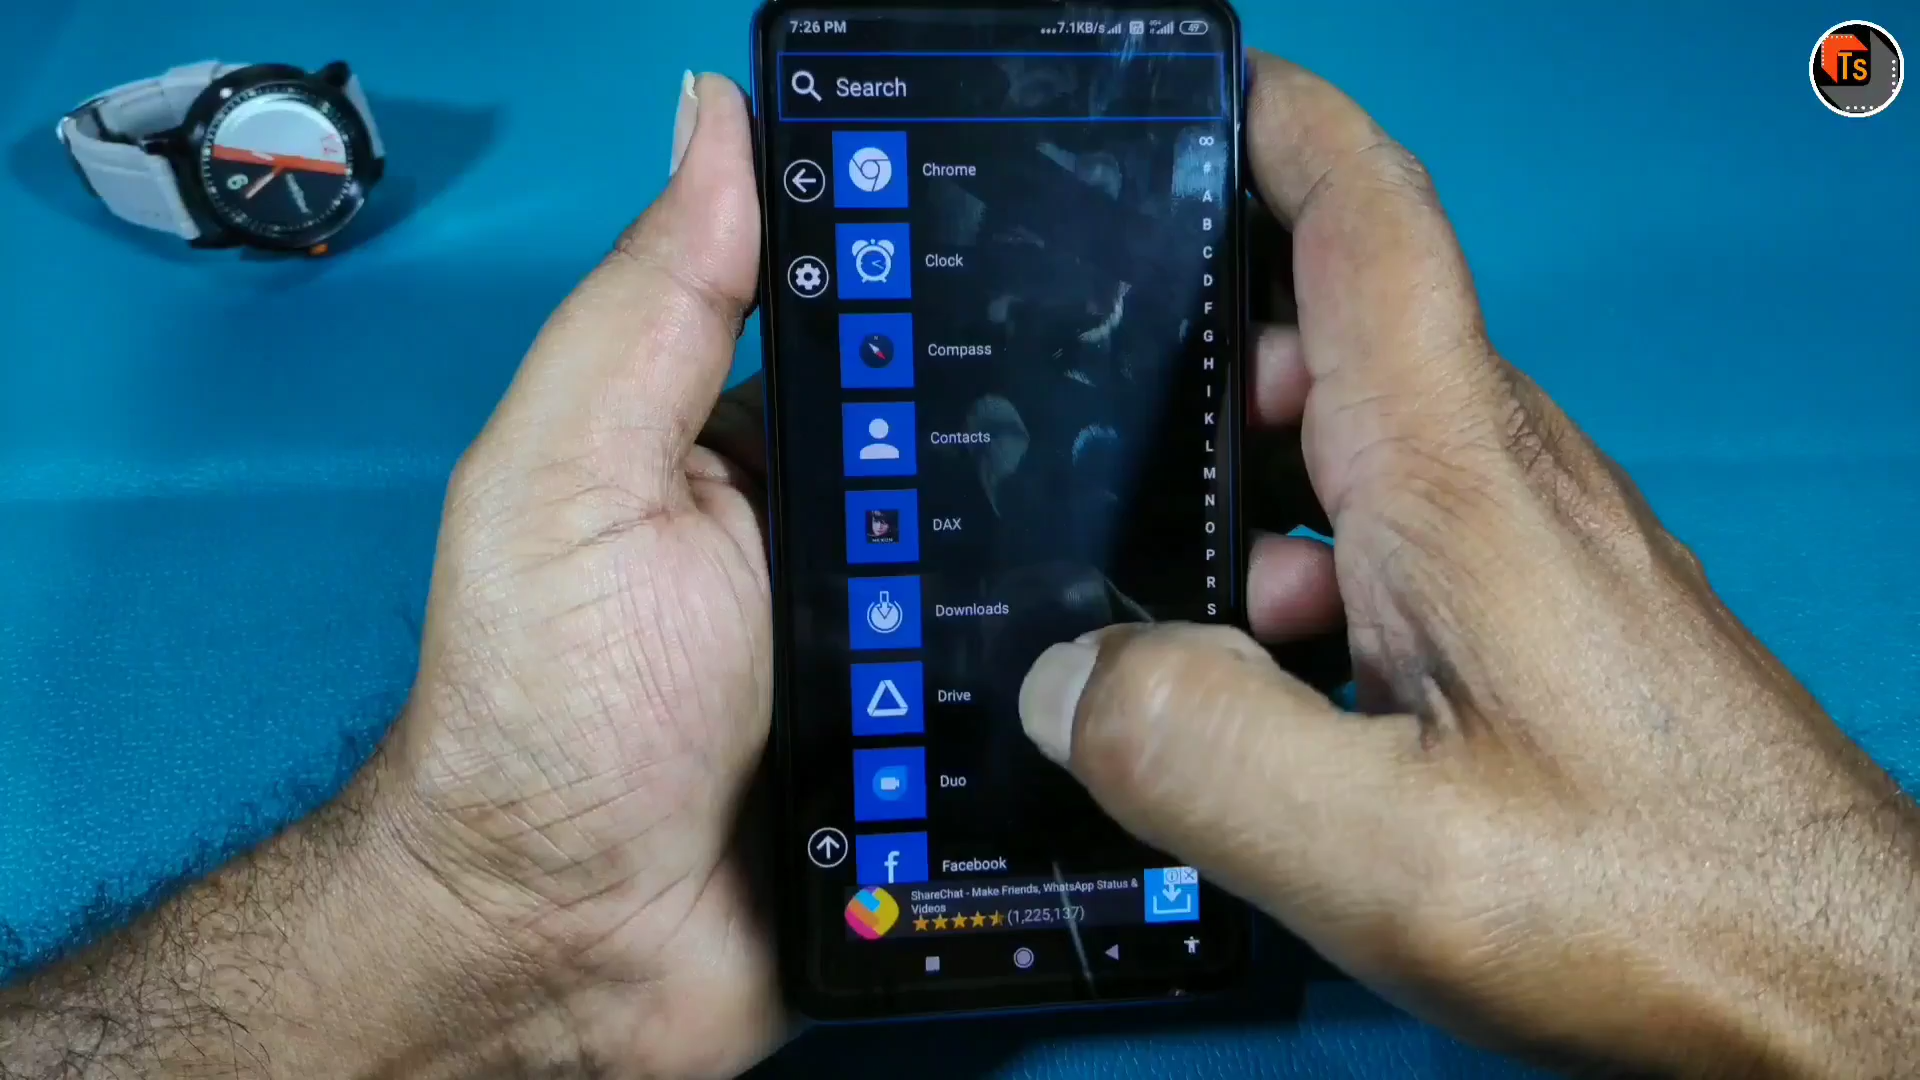 7:26 PM
7.1KB/s
49
Ts
Search
Chrome
Clock
Compass
Contacts
DAX
Downloads
Drive
Duo
Facebook
∞
#
A
B
C
D
F
G
H
I
K
L
M
N
O
P
R
S
ShareChat - Make Friends, WhatsApp Status &
Videos
(1,225,137)